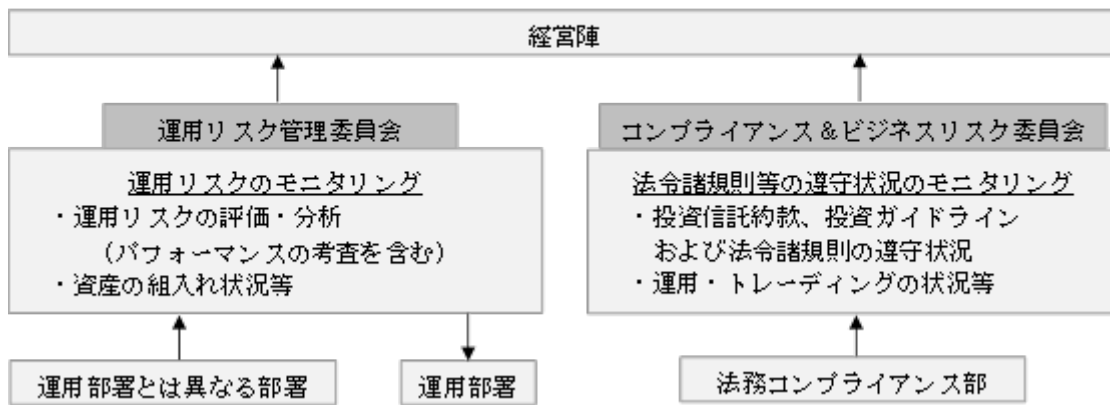 経営陣
運用リスク管理委員会
運用リスクのモニタリング
・運用リスクの評価・分析
（パフォーマンスの考査を含む）
・資産の組入れ状況等
運用部署とは異なる部署
運用部署
コンプライアンス＆ビジネスリスク委員会
法令諸規則等の遵守状況のモニタリング
・投資信託約款、投資ガイドライン
および法令諸規則の遵守状況
・運用・トレーディングの状況等
法務コンプライアンス部